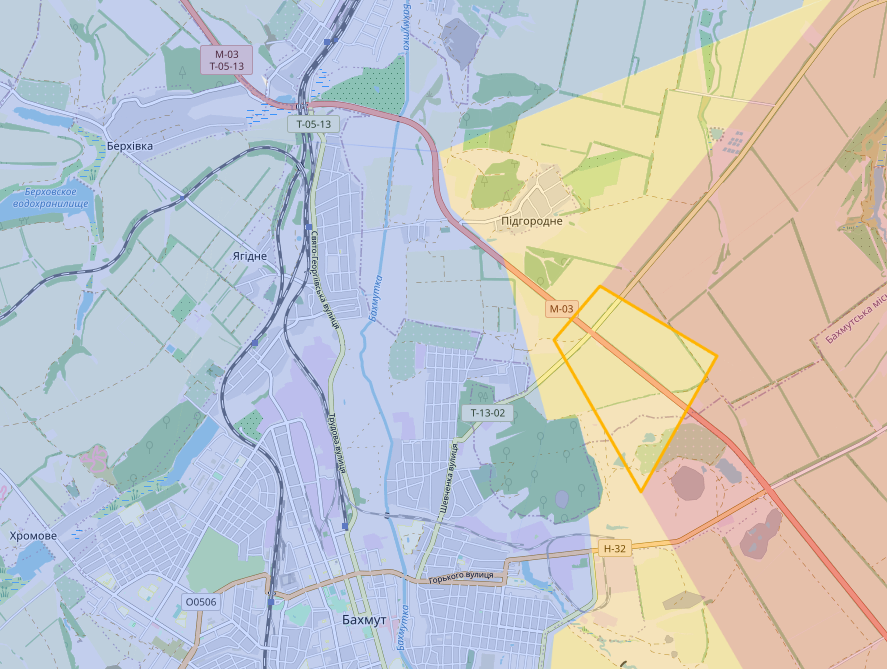 Бахмутка
М-03
Т-05-13
Т-05-13
Берхівка
Берховское
водохранилище
Підгородне
Ягідне
Свято-Георгіївська вулиця
Бахмутка
М-03
Бахмутська міс
Т-13-02
Трудова вулиця
Шевченка вулиця
Хромове
Н-32
Горького вулиця
О0506
Бахмут
Бахмутка